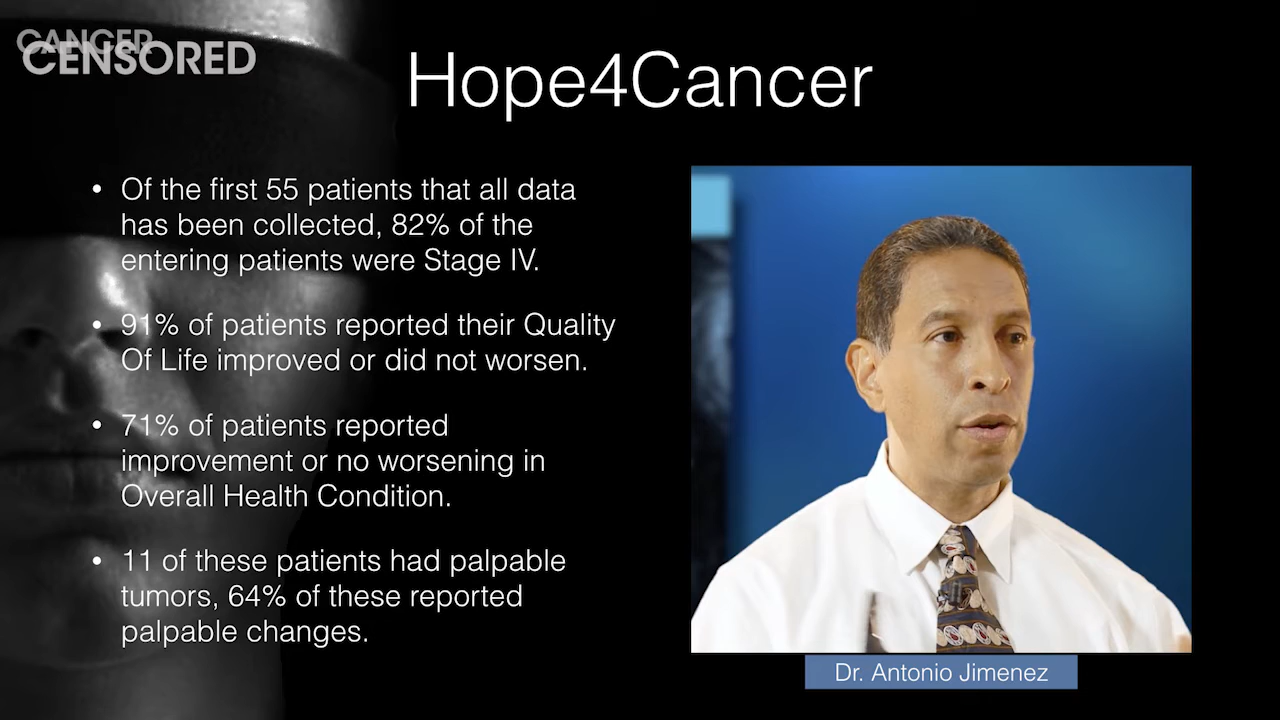 CANCER
CENSORED
Hope4Cancer
• Of the first 55 patients that all data
has been collected, 82% of the
entering patients were Stage IV.
• 91% of patients reported their Quality
Of Life improved or did not worsen.
• 71% of patients reported
improvement or no worsening in
Overall Health Condition.
• 11 of these patients had palpable
tumors, 64% of these reported
palpable changes.
Dr. Antonio Jimenez